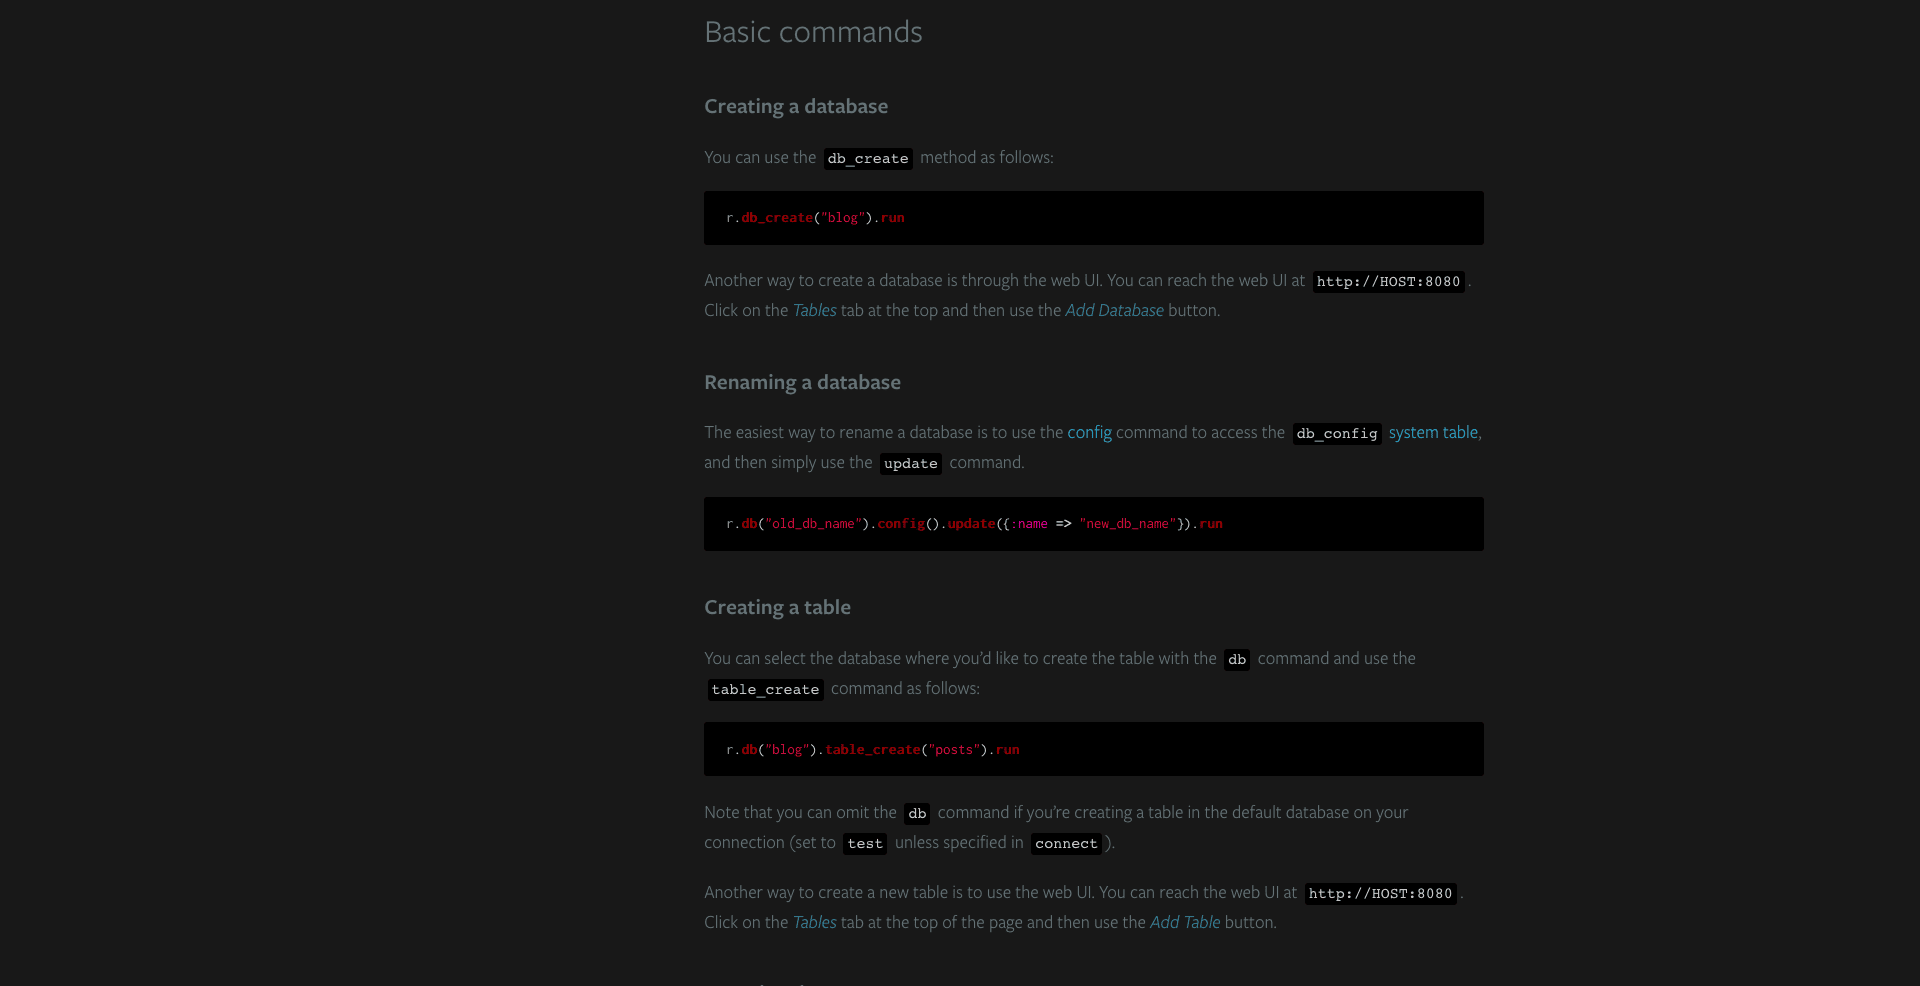 Basic commands
Creating a database
You can use the db_create method as follows:
r.db_create("blog").run
Another way to create a database is through the web UI. You can reach the web UI at http://HOST:8080.
Click on the Tables tab at the top and then use the Add Database button.
Renaming a database
The easiest way to rename a database is to use the config command to access the db_config system table,
and then simply use the update command.
r.db("old_db_name").config().update({:name => "new_db_name"}).run
Creating a table
You can select the database where you’d like to create the table with the db command and use the
table_create command as follows:
r.db("blog").table_create("posts").run
Note that you can omit the db command if you’re creating a table in the default database on your
connection (set to test unless specified in connect).
Another way to create a new table is to use the web UI. You can reach the web UI at http://HOST:8080.
Click on the Tables tab at the top of the page and then use the Add Table button.